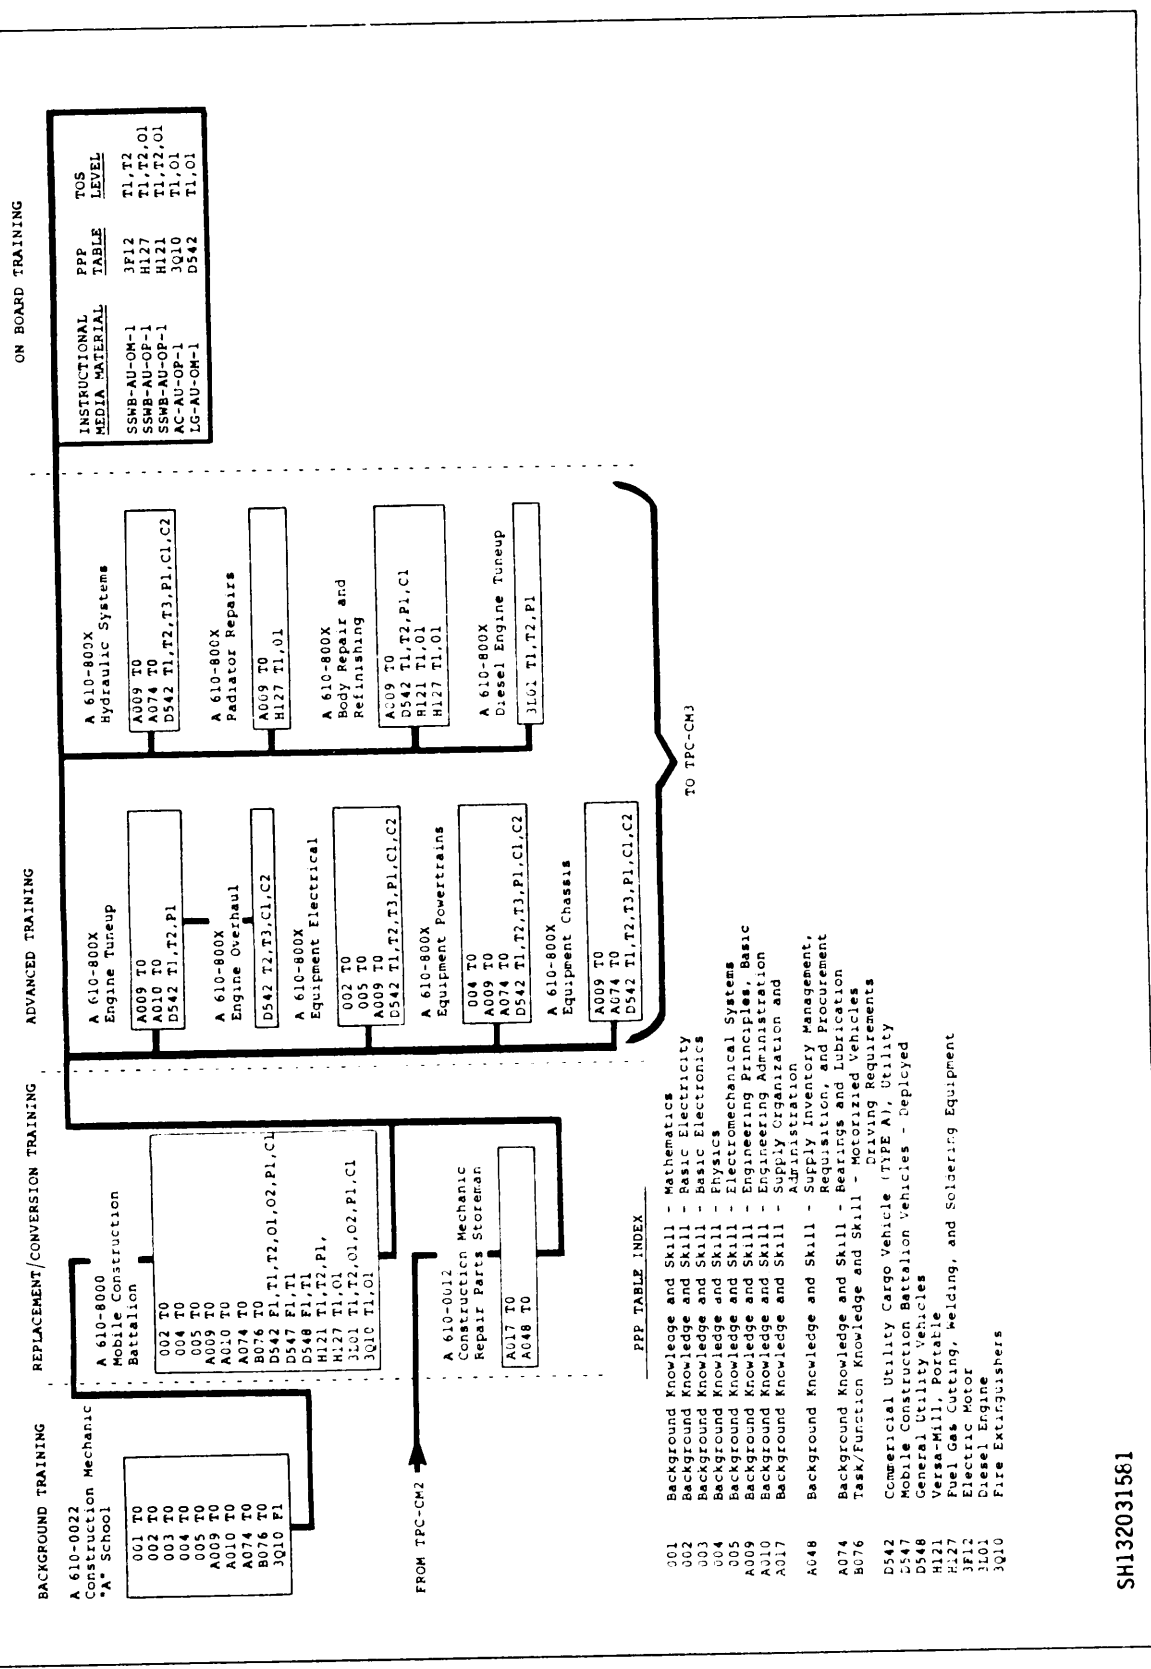 BACKGROUND TRAINING
A 610-0022
Construction Mechanic
"A" School
001 T0
002 T0
003 T0
004 T0
005 T0
A009 T0
A010 T0
A074 T0
B076 T0
3Q10 F1
FROM TPC-CM2
REPLACEMENT/CONVERSION TRAINING
A 610-8000
Mobile Construction
Battalion
002 T0
004 T0
005 T0
A009 T0
A010 T0
A074 T0
B076 T0
D542 F1,T1,T2,O1,O2,P1,C1
D547 F1,T1
D548 F1,T1
H121 T1,T2,P1,
H127 T1,O1
3L01 T1,T2,O1,O2,P1,C1
3Q10 T1,O1
A 610-0012
Construction Mechanic
Repair Parts Storeman
A017 T0
A048 T0
ADVANCED TRAINING
A 610-800X
Engine Tuneup
A009 T0
A010 T0
D542 T1,T2,P1
A 610-800X
Engine Overhaul
D542 T2,T3,C1,C2
A 610-800X
Equipment Electrical
002 T0
005 T0
A009 T0
D542 T1,T2,T3,P1,C1,C2
A 610-800X
Equipment Powertrains
004 T0
A009 T0
A074 T0
D542 T1,T2,T3,P1,C1,C2
A 610-800X
Equipment Chassis
A009 T0
A074 T0
D542 T1,T2,T3,P1,C1,C2
A 610-800X
Hydraulic Systems
A009 T0
A074 T0
D542 T1,T2,T3,P1,C1,C2
A 610-800X
Radiator Repairs
A009 T0
H127 T1,O1
A 610-800X
Body Repair and
Refinishing
A009 T0
D542 T1,T2,P1,C1
H121 T1,O1
H127 T1,O1
A 610-800X
Diesel Engine Tuneup
3L01 T1,T2,P1
TO TPC-CM3
ON BOARD TRAINING
INSTRUCTIONAL PPP TOS
MEDIA MATERIAL TABLE LEVEL
SSWB-AU-OM-1 3F12 T1,T2
SSWB-AU-OP-1 H127 T1,T2,O1
SSWB-AU-OP-1 H121 T1,T2,O1
AC-AU-OP-1 3Q10 T1,O1
LG-AU-OM-1 D542 T1,O1
PPP TABLE INDEX
001 Background Knowledge and Skill - Mathematics
002 Background Knowledge and Skill - Basic Electricity
003 Background Knowledge and Skill - Basic Electronics
004 Background Knowledge and Skill - Physics
005 Background Knowledge and Skill - Electromechanical Systems
A009 Background Knowledge and Skill - Engineering Principles, Basic
A010 Background Knowledge and Skill - Engineering Administration
A017 Background Knowledge and Skill - Supply Organization and
Administration
A048 Background Knowledge and Skill - Supply Inventory Management,
Requisition, and Procurement
A074 Background Knowledge and Skill - Bearings and Lubrication
B076 Task/Function Knowledge and Skill - Motorizied Vehicles
Driving Requirements
D542 Commericial Utility Cargo Vehicle (TYPE A), Utility
D547 Mobile Construction Battalion Vehicles - Deployed
D548 General Utility Vehicles
H121 Versa-Mill, Portable
H127 Fuel Gas Cutting, Welding, and Soldering Equipment
3F12 Electric Motor
3L01 Diesel Engine
3Q10 Fire Extinguishers
SH132031581